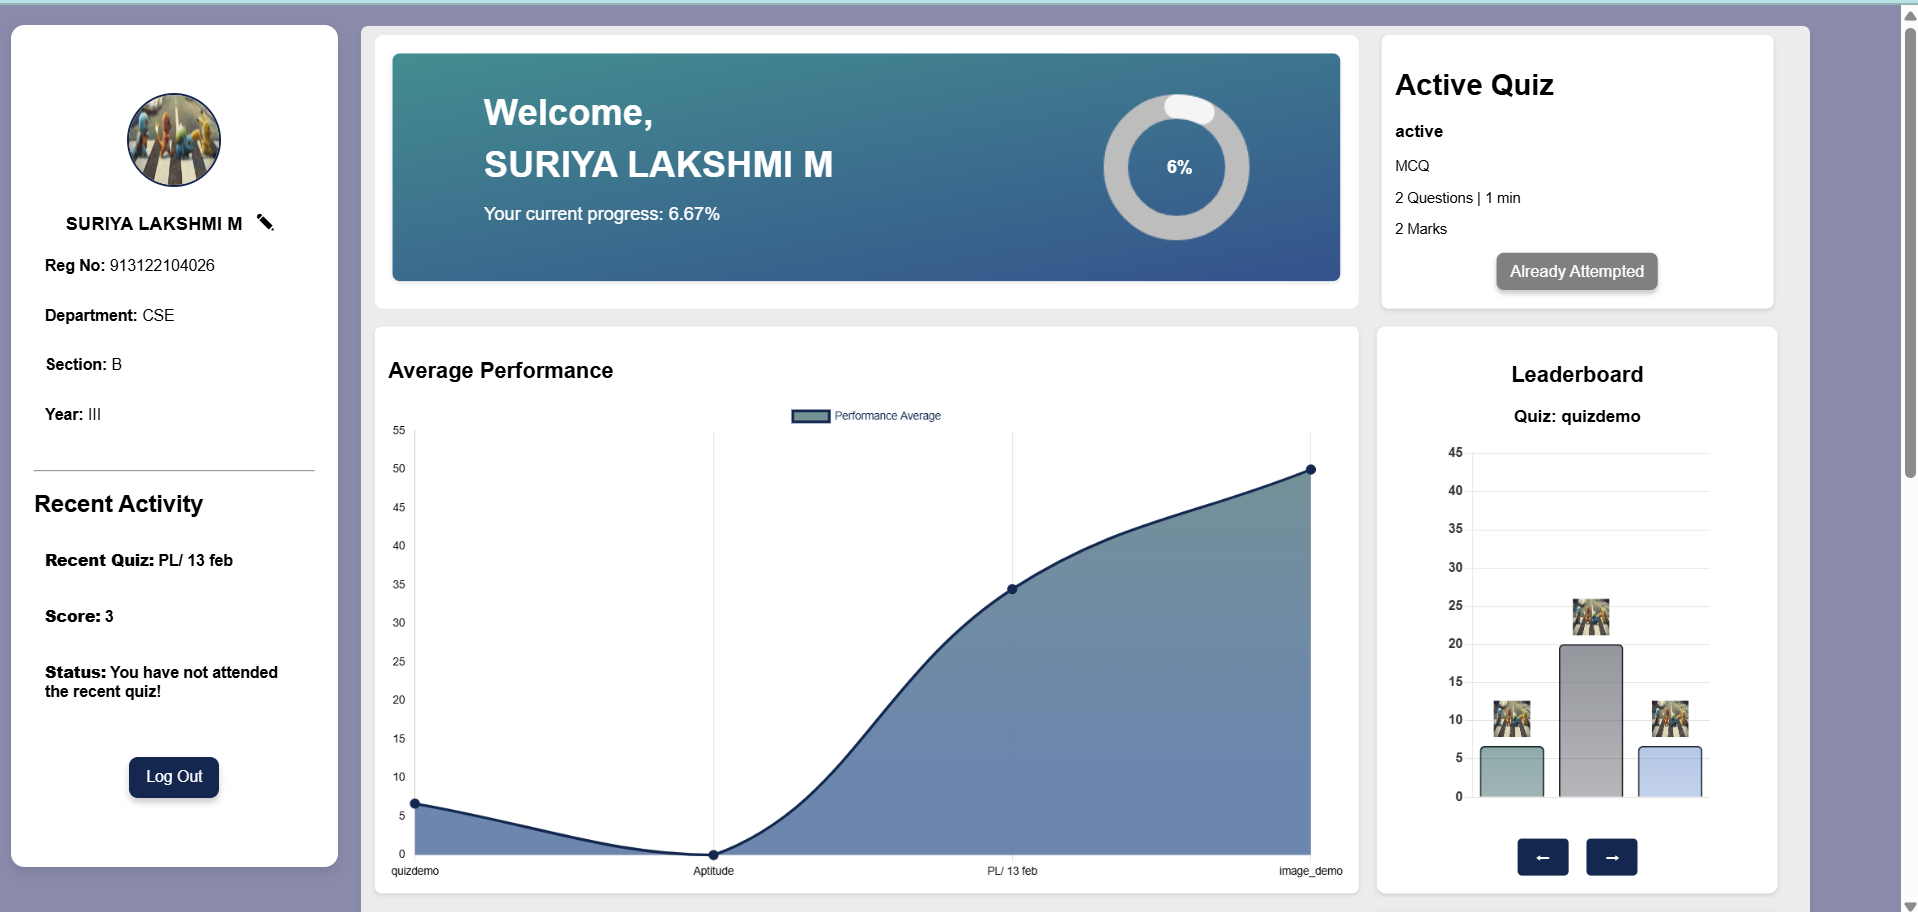 SURIYA LAKSHMI M
Reg No: 913122104026
Department: CSE
Section: B
Year: III
Recent Activity
Recent Quiz: PL/ 13 feb
Score: 3
Status: You have not attended
the recent quiz!
Log Out
Welcome,
SURIYA LAKSHMI M
Your current progress: 6.67%
6%
Active Quiz
active
MCQ
2 Questions | 1 min
2 Marks
Already Attempted
Average Performance
Performance Average
55
50
45
40
35
30
25
20
15
10
5
0
quizdemo Aptitude PL/ 13 feb image_demo
Leaderboard
Quiz: quizdemo
45
40
35
30
25
20
15
10
5
0
← →